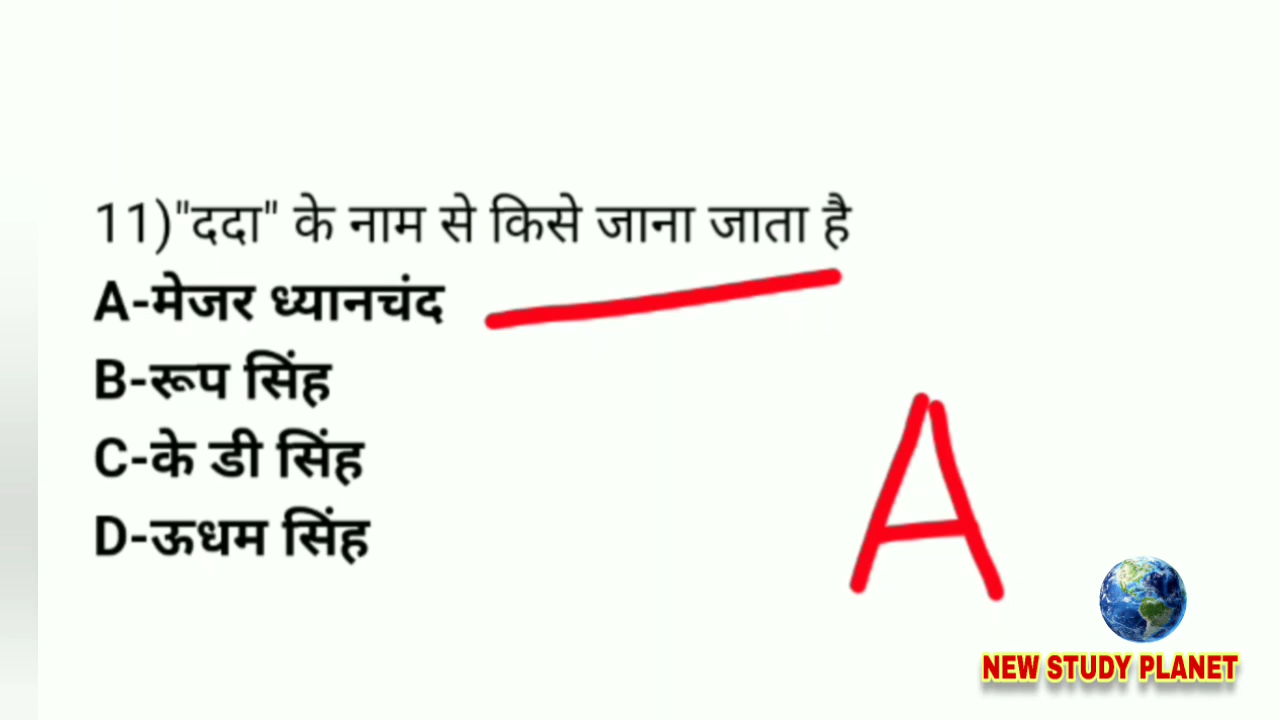 11)"ददा" के नाम से किसे जाना जाता है
A-मेजर ध्यानचंद
B-रूप सिंह
C-के डी सिंह
D-ऊधम सिंह
A
NEW STUDY PLANET